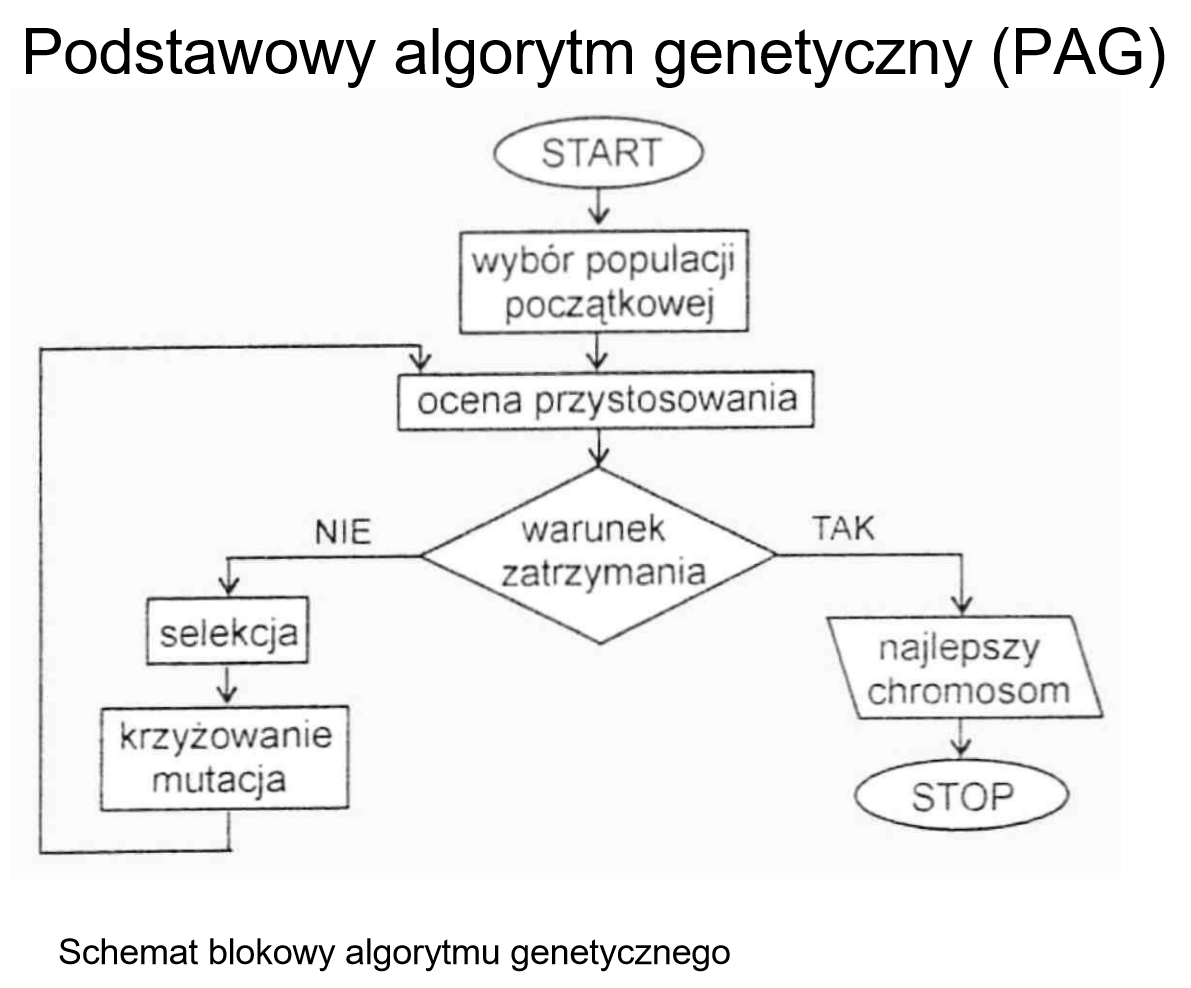 Podstawowy algorytm genetyczny (PAG)
START
wybór populacji
początkowej
ocena przystosowania
NIE
warunek
zatrzymania
TAK
selekcja
krzyżowanie
mutacja
najlepszy
chromosom
STOP
Schemat blokowy algorytmu genetycznego